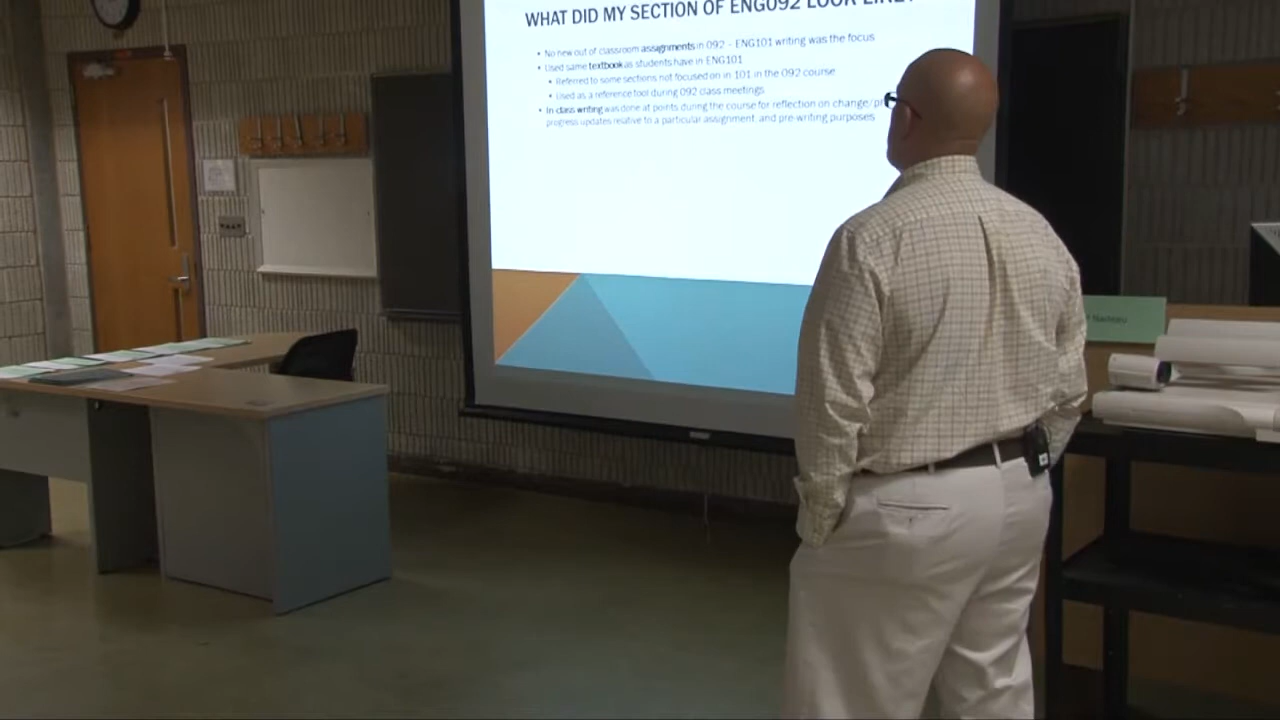 WHAT DID MY SECTION OF ENG092 LOOK LIKE?
• No new out of classroom assignments in 092 – ENG101 writing was the focus
• Used same textbook as students have in ENG101
• Referred to some sections not focused on in 101 in the 092 course
• Used as a reference tool during 092 class meetings
• In class writing was done at points during the course for reflection on change/pr
progress updates relative to a particular assignment, and pre-writing purposes